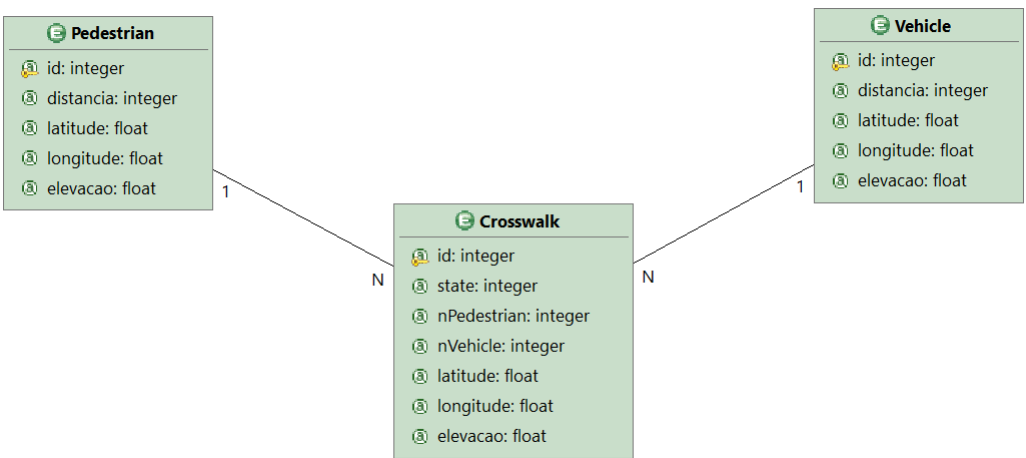 Pedestrian
id: integer
distancia: integer
latitude: float
longitude: float
elevacao: float
1
N
Crosswalk
id: integer
state: integer
nPedestrian: integer
nVehicle: integer
latitude: float
longitude: float
elevacao: float
Vehicle
id: integer
distancia: integer
latitude: float
longitude: float
elevacao: float
1
N